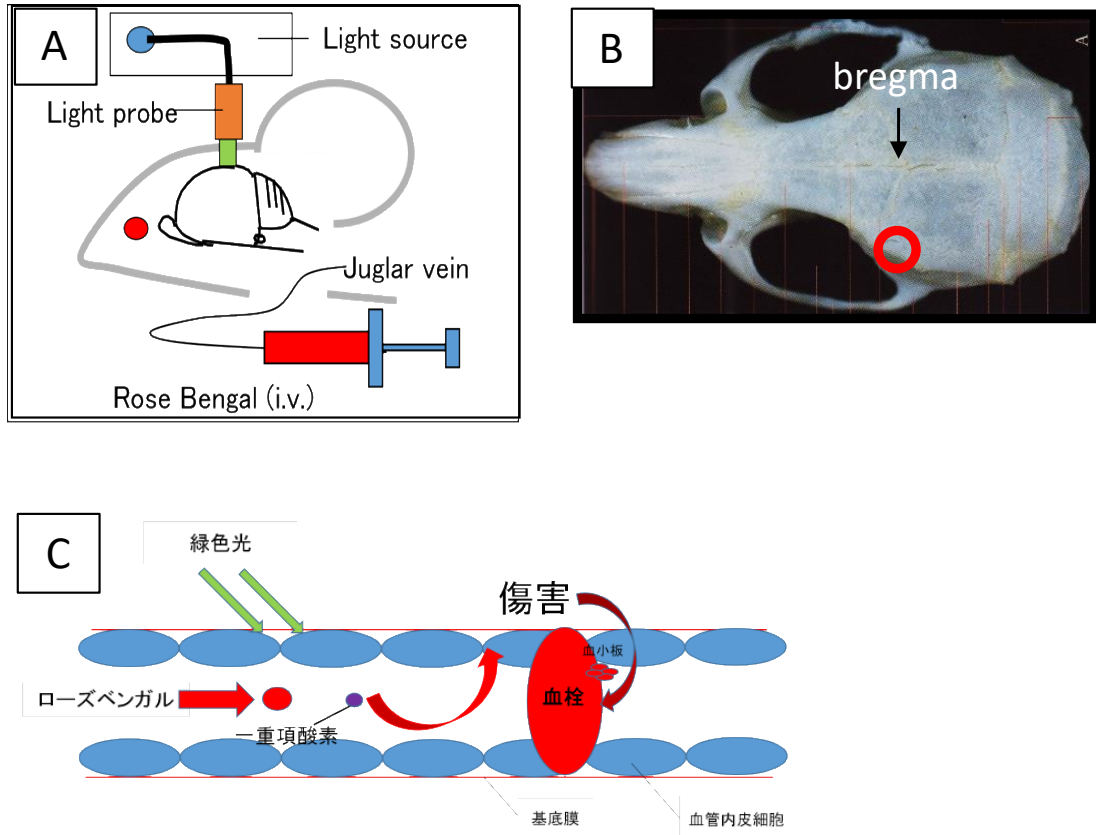 A
Light source
Light probe
Juglar vein
Rose Bengal (i.v.)
B
bregma
A
C
緑色光
傷害
血小板
ローズベンガル
血栓
一重項酸素
基底膜
血管内皮細胞